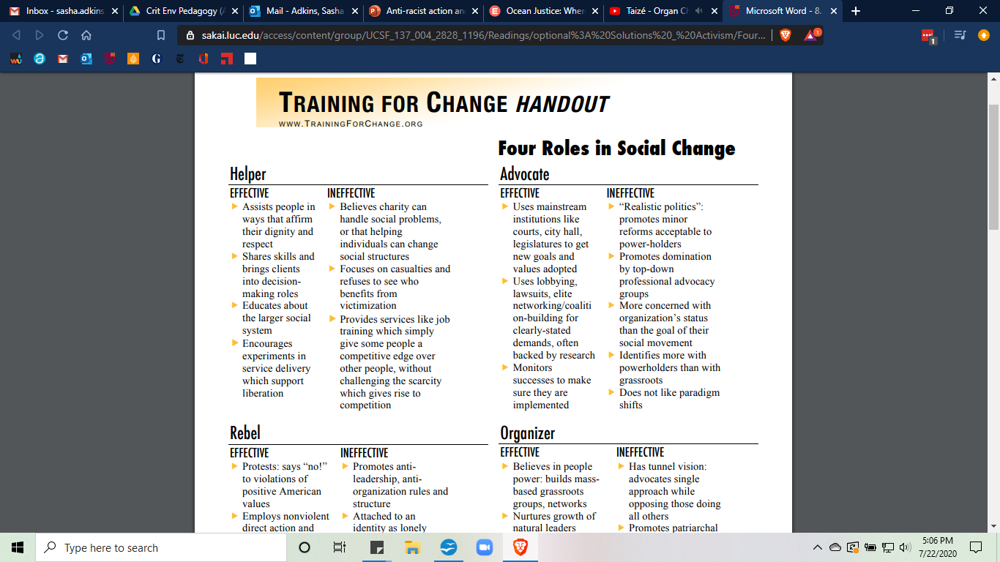 Inbox - sasha.adkins
Crit Env Pedagogy (A
Mail - Adkins, Sasha
Anti-racist action an
Ocean Justice: Wher
Taizé - Organ Ch
Microsoft Word - 8.
sakai.luc.edu/access/content/group/UCSF_137_004_2828_1196/Readings/optional%3A%20Solutions%20_%20Activism/Four...
1
1
TRAINING FOR CHANGE HANDOUT
WWW.TRAININGFORCHANGE.ORG
Four Roles in Social Change
Helper
EFFECTIVE
Assists people in
ways that affirm
their dignity and
respect
Shares skills and
brings clients
into decision-
making roles
Educates about
the larger social
system
Encourages
experiments in
service delivery
which support
liberation
INEFFECTIVE
Believes charity can
handle social problems,
or that helping
individuals can change
social structures
Focuses on casualties and
refuses to see who
benefits from
victimization
Provides services like job
training which simply
give some people a
competitive edge over
other people, without
challenging the scarcity
which gives rise to
competition
Advocate
EFFECTIVE
Uses mainstream
institutions like
courts, city hall,
legislatures to get
new goals and
values adopted
Uses lobbying,
lawsuits, elite
networking/coaliti
on-building for
clearly-stated
demands, often
backed by research
Monitors
successes to make
sure they are
implemented
INEFFECTIVE
“Realistic politics”:
promotes minor
reforms acceptable to
power-holders
Promotes domination
by top-down
professional advocacy
groups
More concerned with
organization’s status
than the goal of their
social movement
Identifies more with
powerholders than with
grassroots
Does not like paradigm
shifts
Rebel
EFFECTIVE
Protests: says “no!”
to violations of
positive American
values
Employs nonviolent
direct action and
INEFFECTIVE
Promotes anti-
leadership, anti-
organization rules and
structure
Attached to an
identity as lonely
Organizer
EFFECTIVE
Believes in people
power: builds mass-
based grassroots
groups, networks
Nurtures growth of
natural leaders
INEFFECTIVE
Has tunnel vision:
advocates single
approach while
opposing those doing
all others
Promotes patriarchal
Type here to search
5:06 PM
7/22/2020